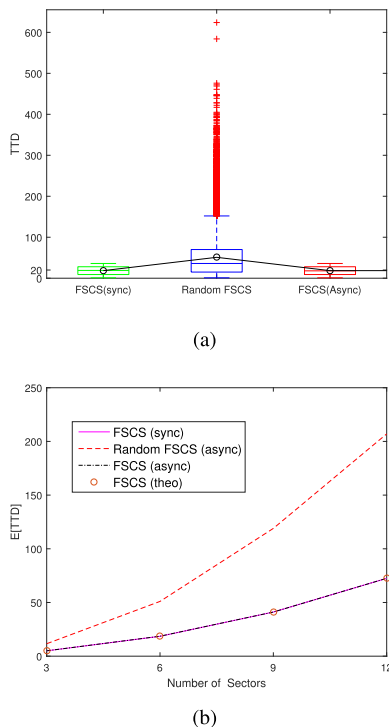 600
500
400
300
200
100
20
0
TTD
FSCS(sync) Random FSCS FSCS(Async)
(a)
250
200
150
100
50
0
E[TTD]
FSCS (sync)
Random FSCS (async)
FSCS (async)
FSCS (theo)
3 6 9 12
Number of Sectors
(b)